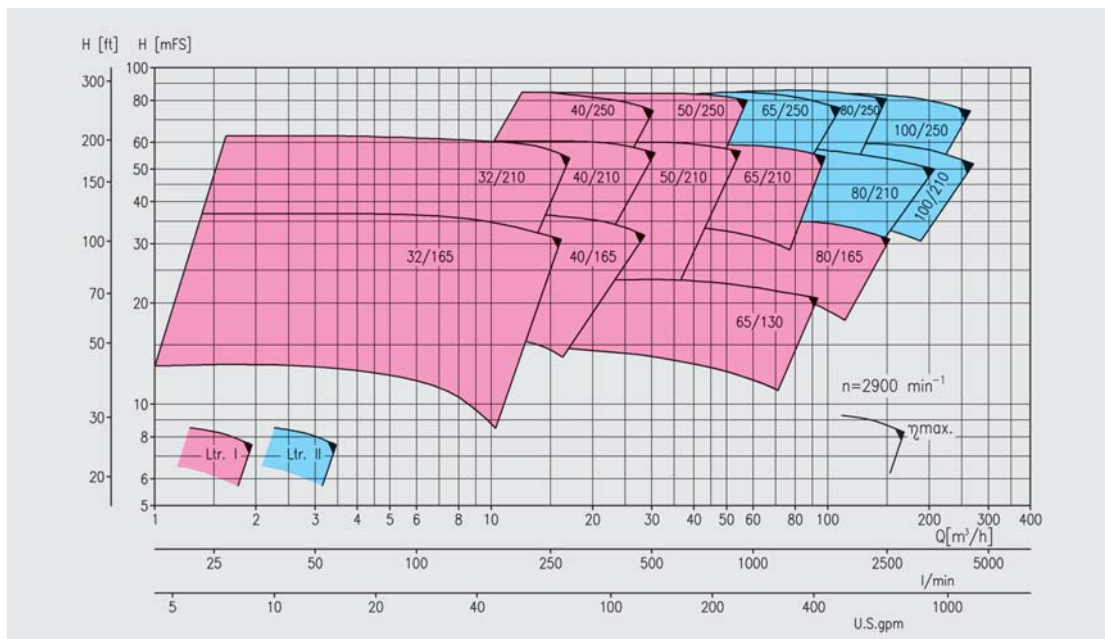 H [ft] H [mFS]
300
200
150
100
70
50
30
20
100
80
60
50
40
30
20
10
8
6
5
40/250 50/250 65/250 80/250 100/250
32/210 40/210 50/210 65/210 80/210 100/210
32/165 40/165 80/165
65/130
n=2900 min⁻¹
ηmax.
Ltr. I Ltr. II
1 2 3 4 5 6 8 10 20 30 40 50 60 80 100 200 300 400
Q[m³/h]
25 50 100 250 500 1000 2500 5000
l/min
5 10 20 40 100 200 400 1000
U.S.gpm